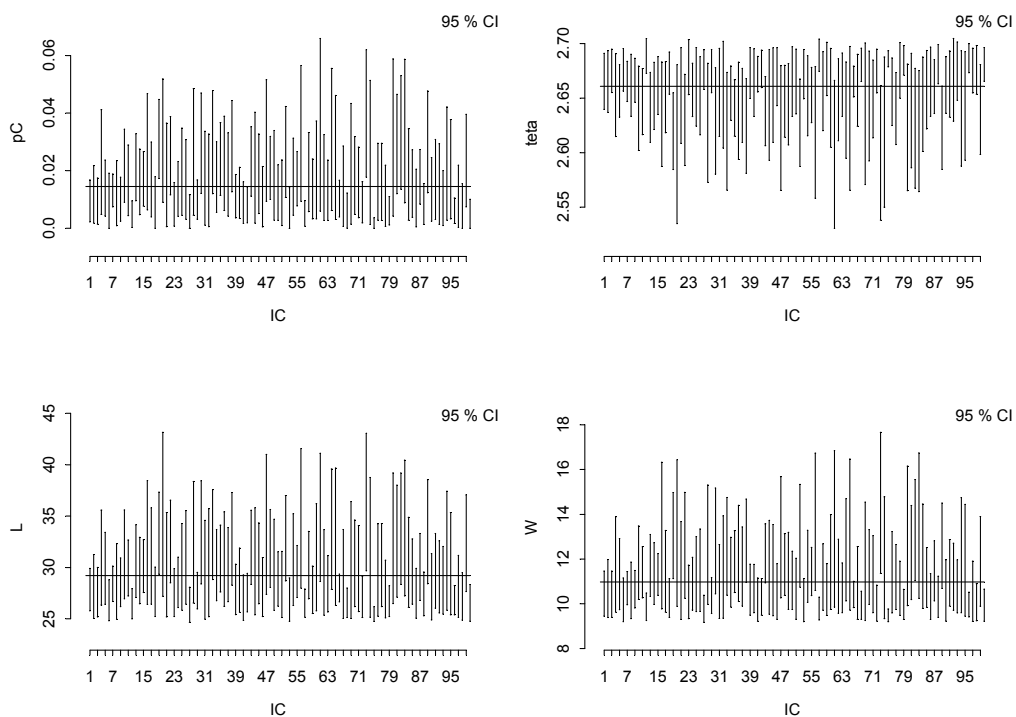 95 % CI
pC
0.0 0.02 0.04 0.06
1 7 15 23 31 39 47 55 63 71 79 87 95
IC
95 % CI
teta
2.55 2.60 2.65 2.70
1 7 15 23 31 39 47 55 63 71 79 87 95
IC
95 % CI
L
25 30 35 40 45
1 7 15 23 31 39 47 55 63 71 79 87 95
IC
95 % CI
W
8 10 12 14 16 18
1 7 15 23 31 39 47 55 63 71 79 87 95
IC